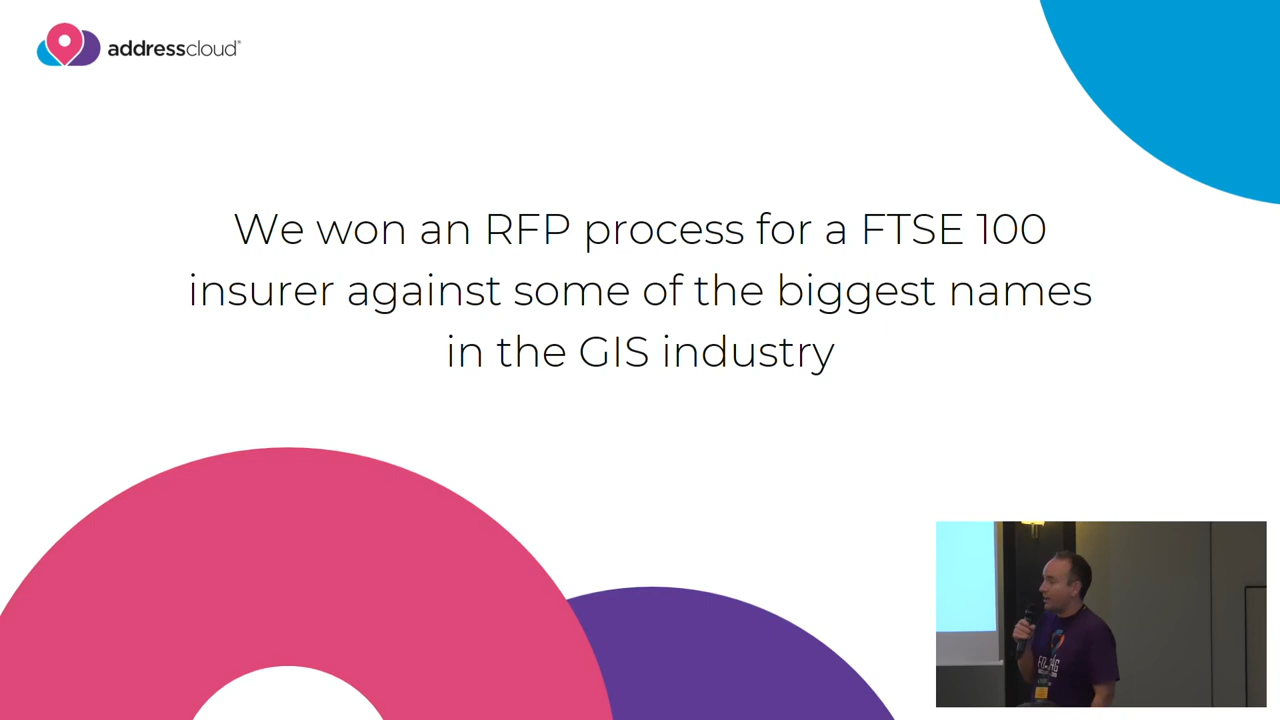 addresscloud®
We won an RFP process for a FTSE 100
insurer against some of the biggest names
in the GIS industry